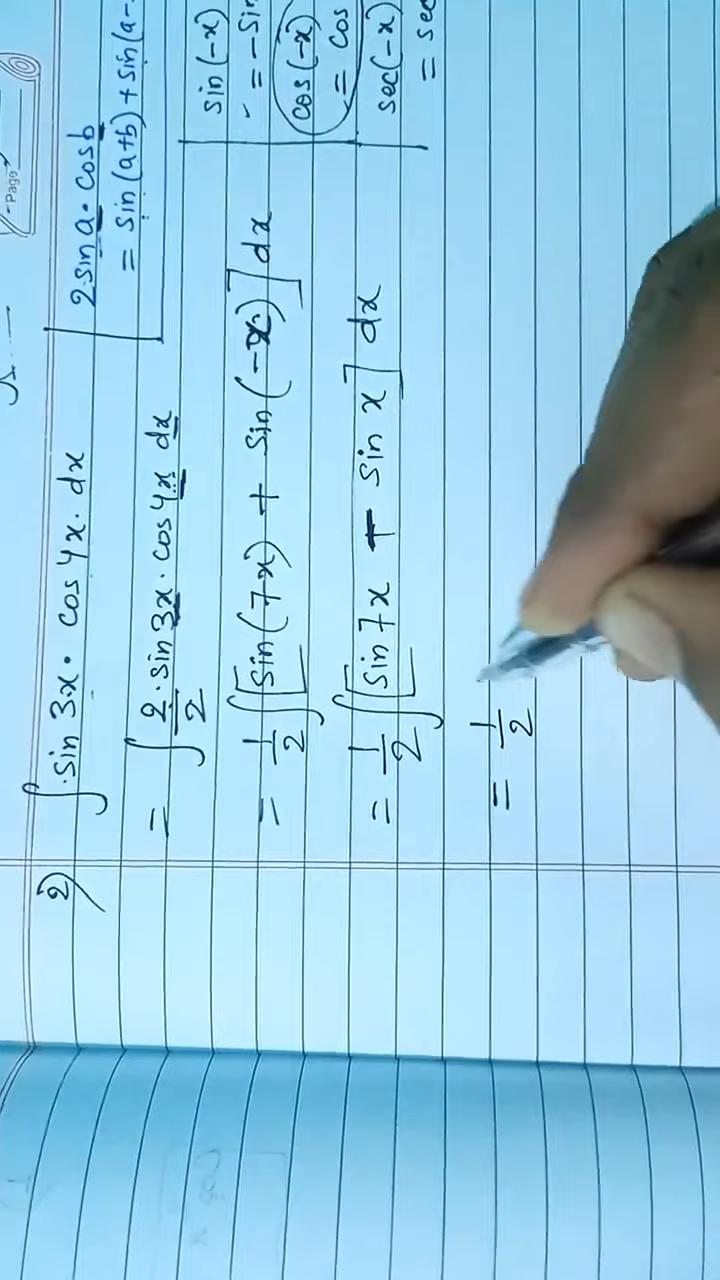 Page
2) ∫ sin 3x · cos 4x · dx
2 sin a · cos b
= sin (a+b) + sin (a-
= ∫ 2/2 · sin 3x · cos 4x dx
sin (-x)
= - sin
cos (-x)
= cos
sec (-x)
= sec
= 1/2 ∫ [sin (7x) + sin (-x)] dx
= 1/2 ∫ [sin 7x - sin x] dx
= 1/2